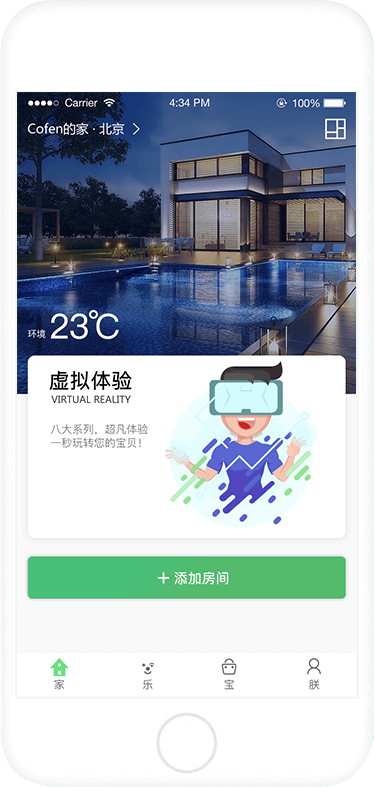 Carrier 4:34 PM 100%
Cofen的家 · 北京
环境 23℃
虚拟体验
VIRTUAL REALITY
八大系列，超凡体验
一秒玩转您的宝贝！
+ 添加房间
家 乐 宝 朕